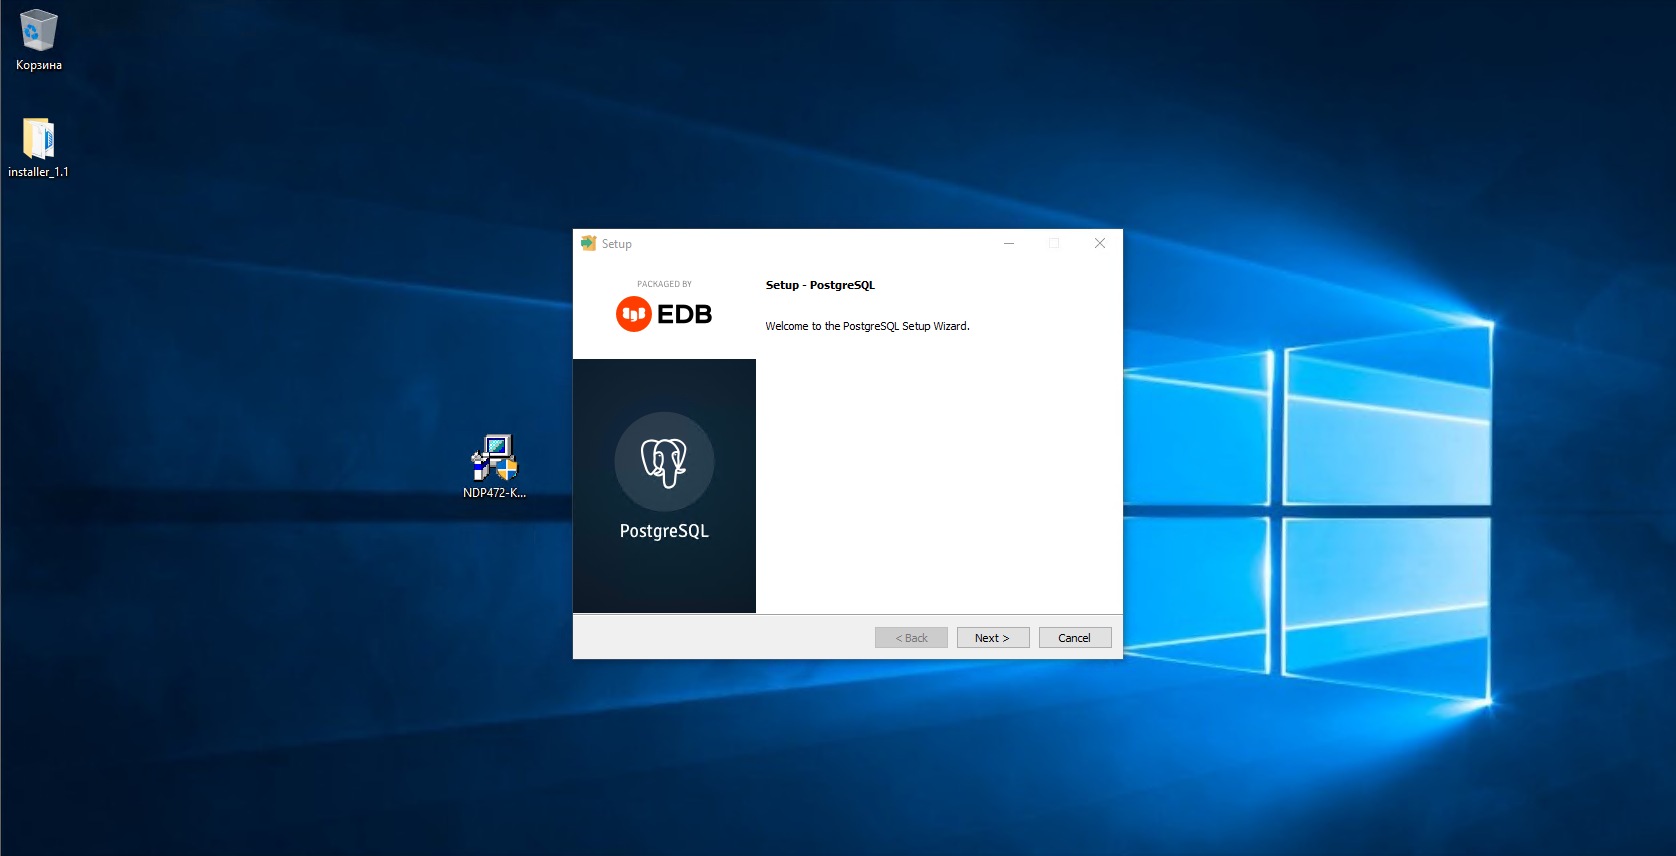 Корзина
installer_1.1
NDP472-K...
Setup
PACKAGED BY
EDB
PostgreSQL
Setup - PostgreSQL
Welcome to the PostgreSQL Setup Wizard.
< Back
Next >
Cancel